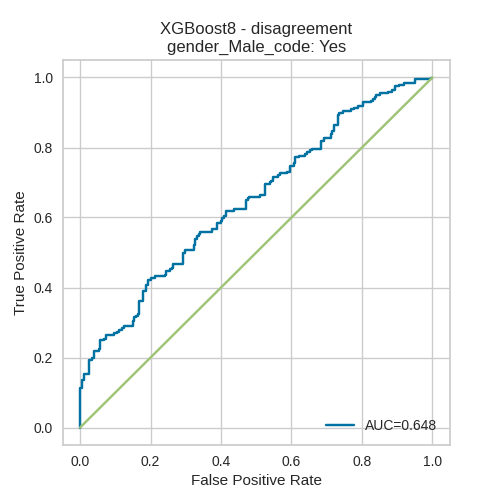 XGBoost8 - disagreement
gender_Male_code: Yes
True Positive Rate
1.0
0.8
0.6
0.4
0.2
0.0
AUC=0.648
0.0 0.2 0.4 0.6 0.8 1.0
False Positive Rate